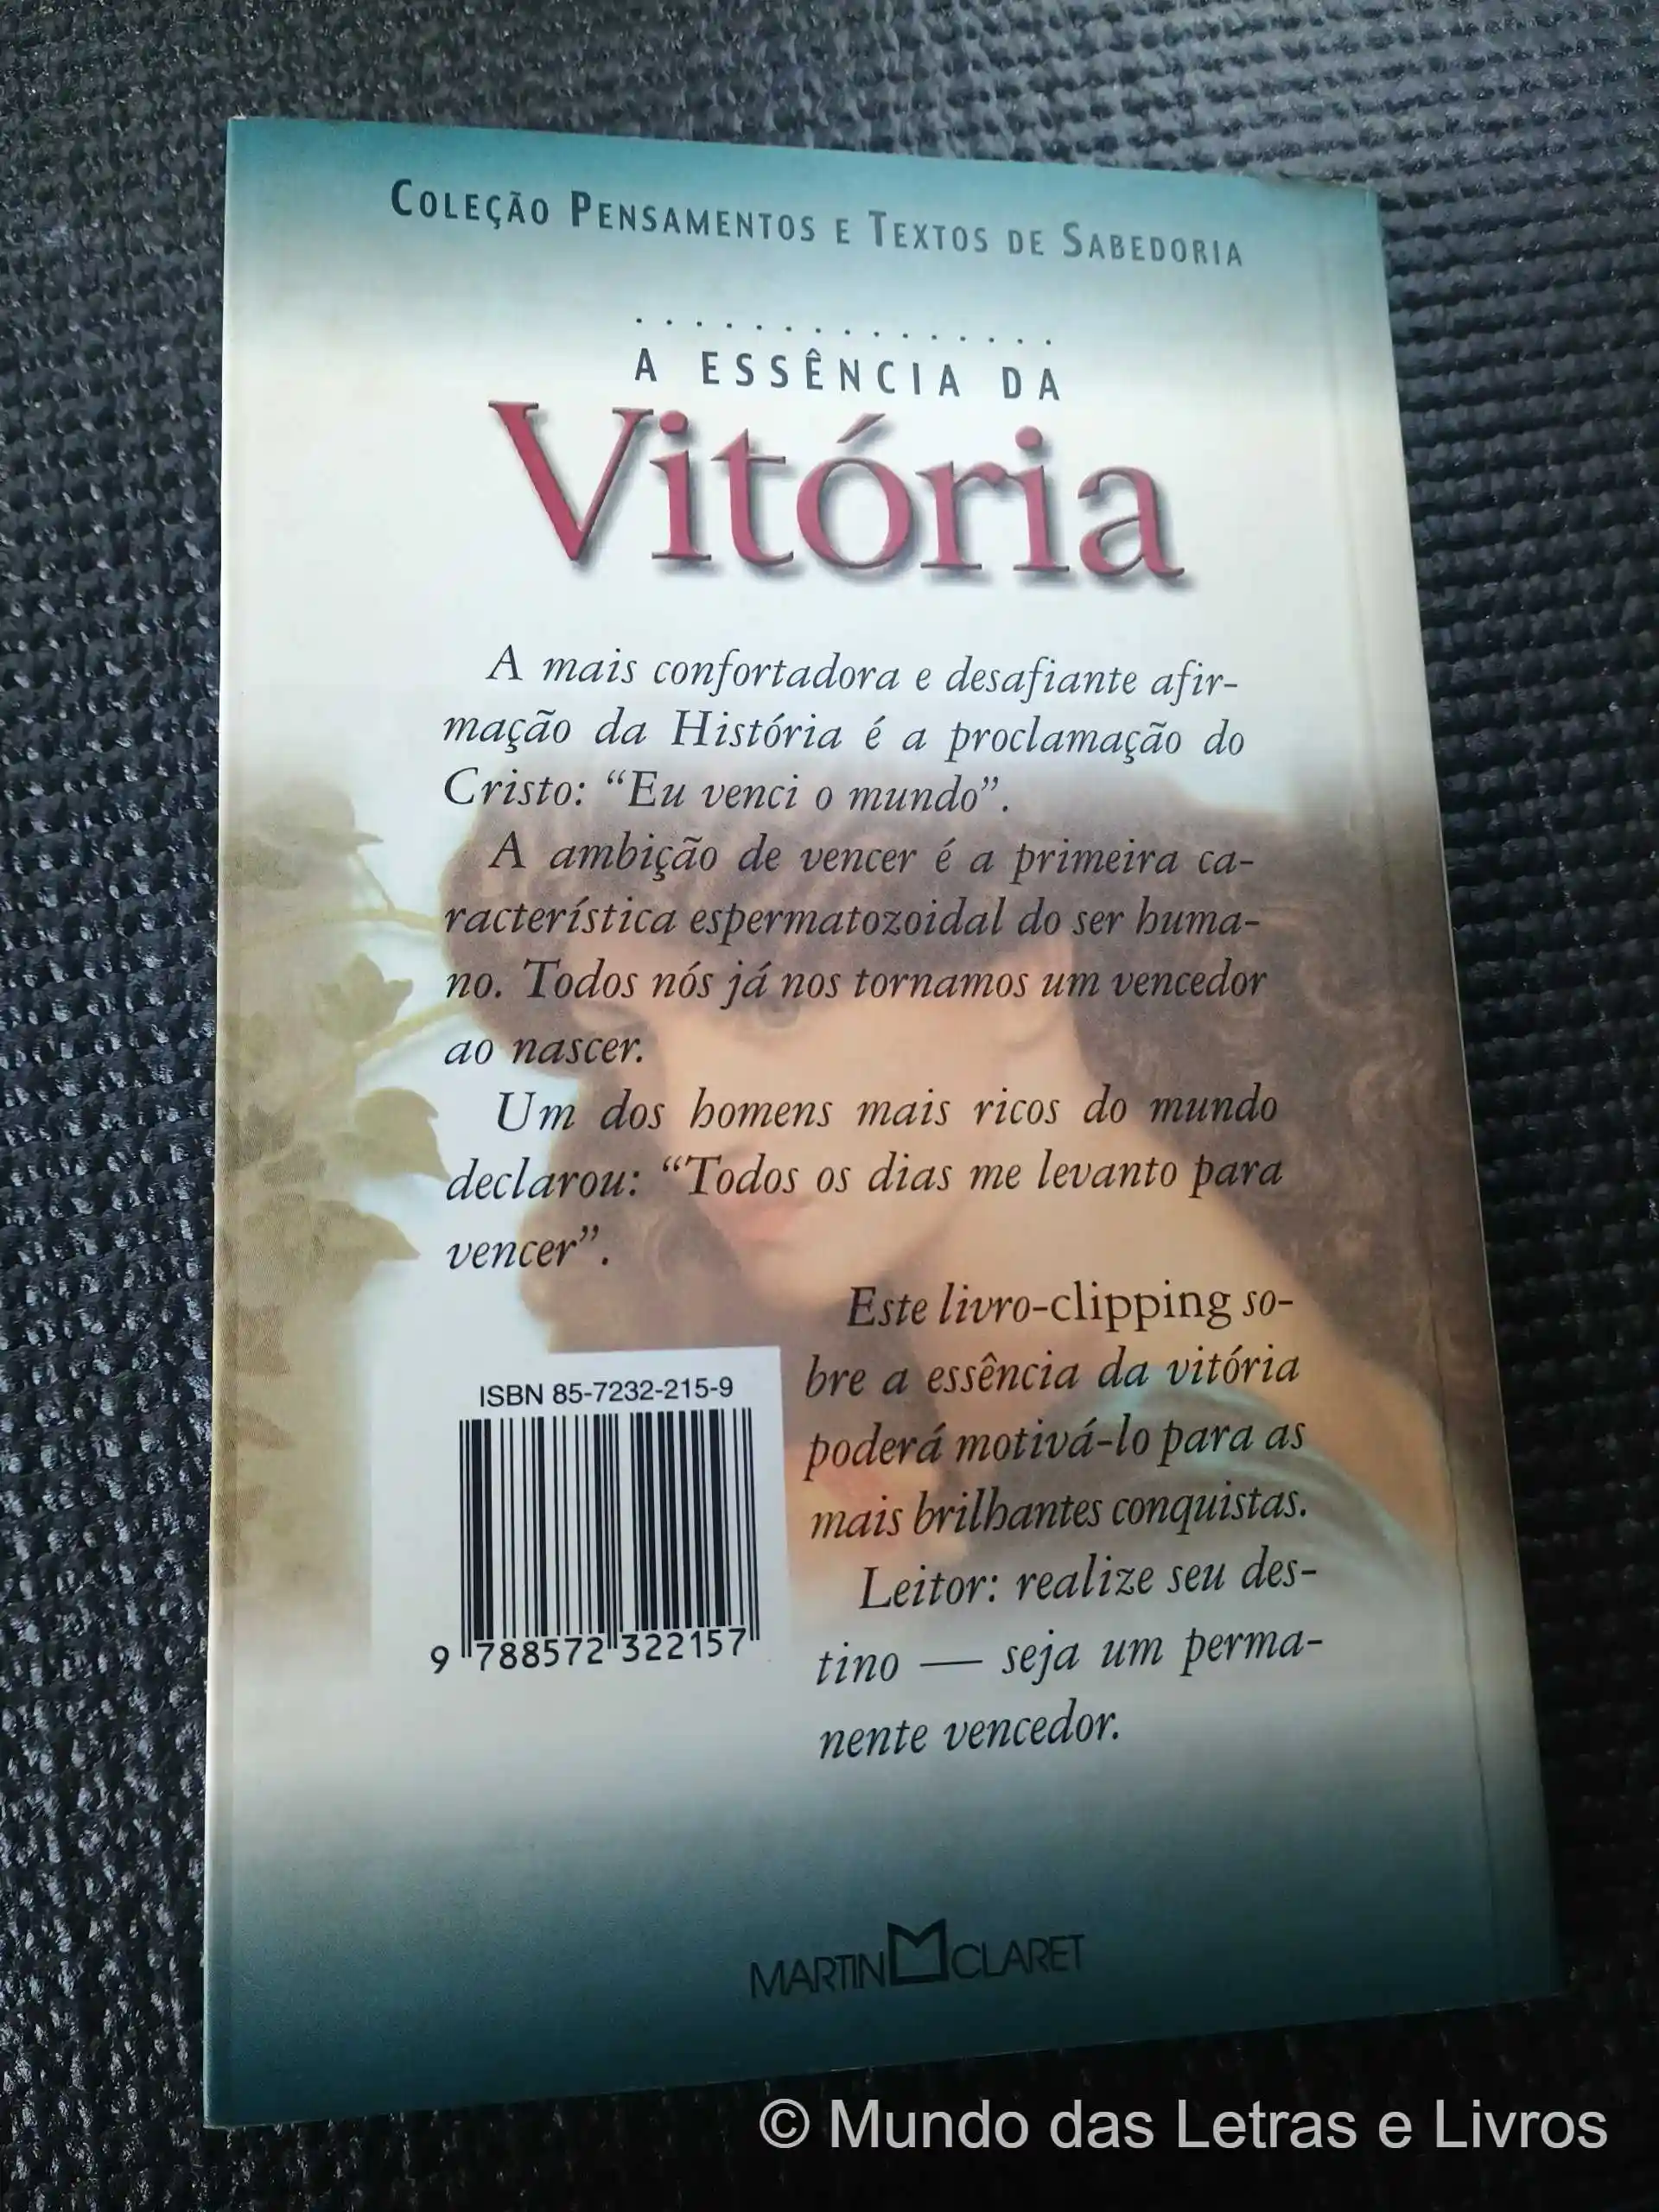 COLEÇÃO PENSAMENTOS E TEXTOS DE SABEDORIA
A ESSÊNCIA DA
Vitória
A mais confortadora e desafiante afir-
mação da História é a proclamação do
Cristo: “Eu venci o mundo”.
A ambição de vencer é a primeira ca-
racterística espermatozoidal do ser huma-
no. Todos nós já nos tornamos um vencedor
ao nascer.
Um dos homens mais ricos do mundo
declarou: “Todos os dias me levanto para
vencer”.
Este livro-clipping so-
bre a essência da vitória
poderá motivá-lo para as
mais brilhantes conquistas.
Leitor: realize seu des-
tino — seja um perma-
nente vencedor.
ISBN 85-7232-215-9
9 788572 322157
MARTIN CLARET
© Mundo das Letras e Livros